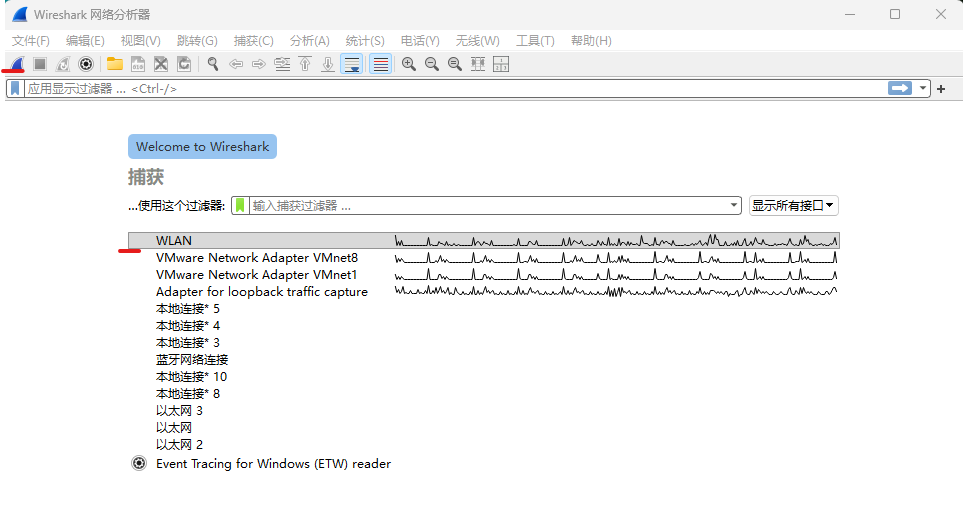 Wireshark 网络分析器
文件(F) 编辑(E) 视图(V) 跳转(G) 捕获(C) 分析(A) 统计(S) 电话(Y) 无线(W) 工具(T) 帮助(H)
应用显示过滤器 … <Ctrl-/>
Welcome to Wireshark
捕获
…使用这个过滤器: 输入捕获过滤器 … 显示所有接口
WLAN
VMware Network Adapter VMnet8
VMware Network Adapter VMnet1
Adapter for loopback traffic capture
本地连接* 5
本地连接* 4
本地连接* 3
蓝牙网络连接
本地连接* 10
本地连接* 8
以太网 3
以太网
以太网 2
Event Tracing for Windows (ETW) reader